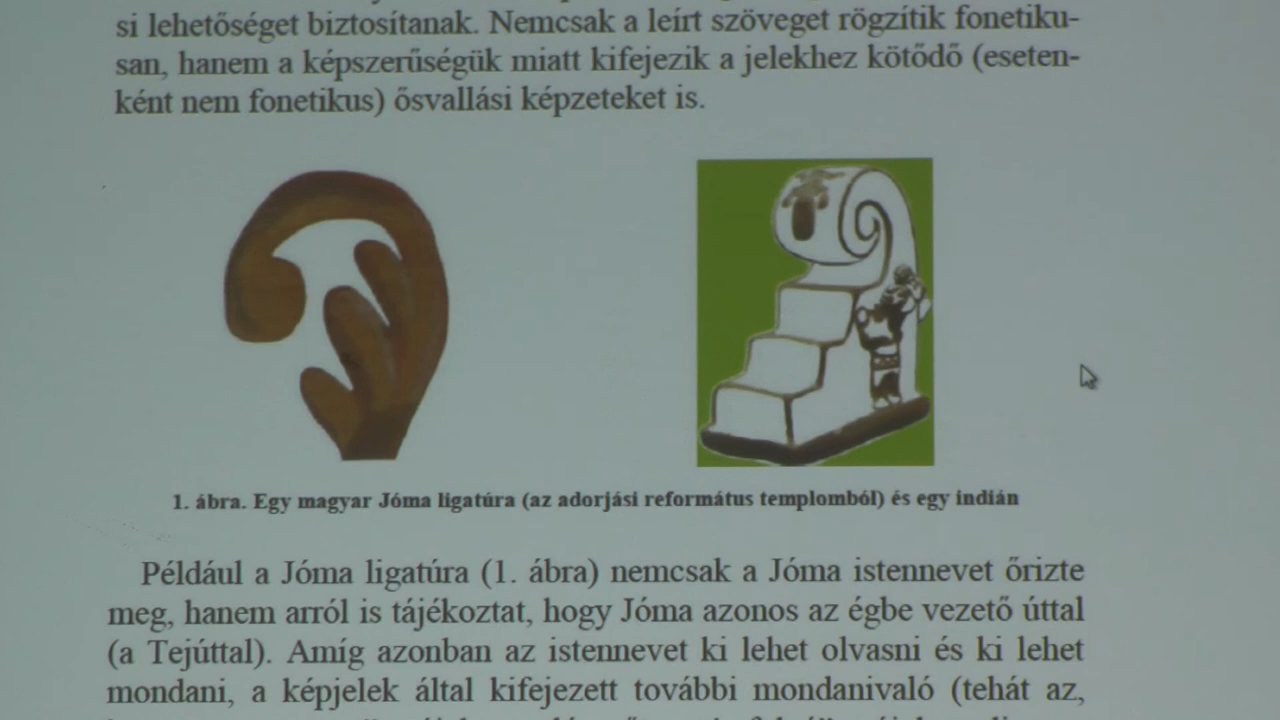 si lehetőséget biztosítanak. Nemcsak a leírt szöveget rögzítik fonetiku-
san, hanem a képszerűségük miatt kifejezik a jelekhez kötődő (eseten-
ként nem fonetikus) ősvallási képzeteket is.
1. ábra. Egy magyar Jóma ligatúra (az adorjási református templomból) és egy indián
Például a Jóma ligatúra (1. ábra) nemcsak a Jóma istennevet őrizte
meg, hanem arról is tájékoztat, hogy Jóma azonos az égbe vezető úttal
(a Tejúttal). Amíg azonban az istennevet ki lehet olvasni és ki lehet
mondani, a képjelek által kifejezett további mondanivaló (tehát az,